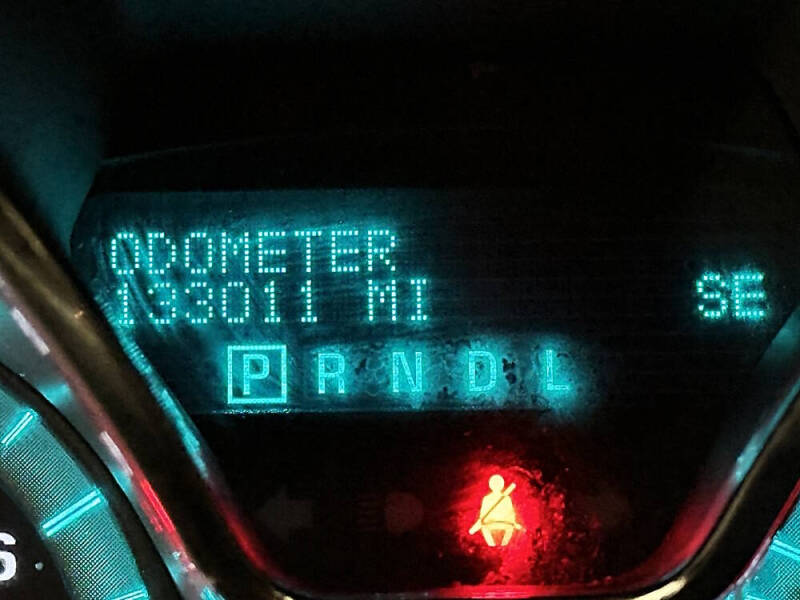 ODOMETER
133011 MI SE
P R N D L